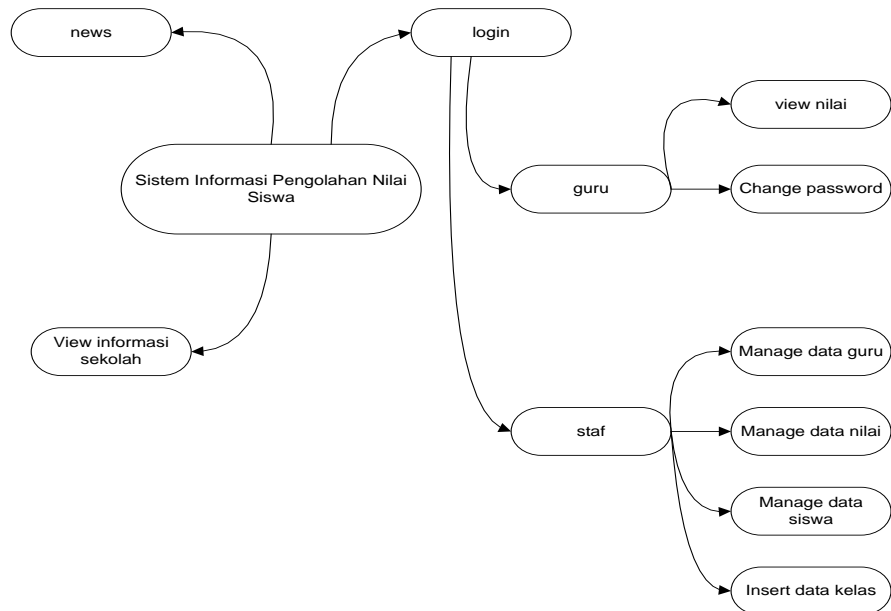 news
login
view nilai
Sistem Informasi Pengolahan Nilai
Siswa
guru
Change password
View informasi
sekolah
Manage data guru
staf
Manage data nilai
Manage data
siswa
Insert data kelas